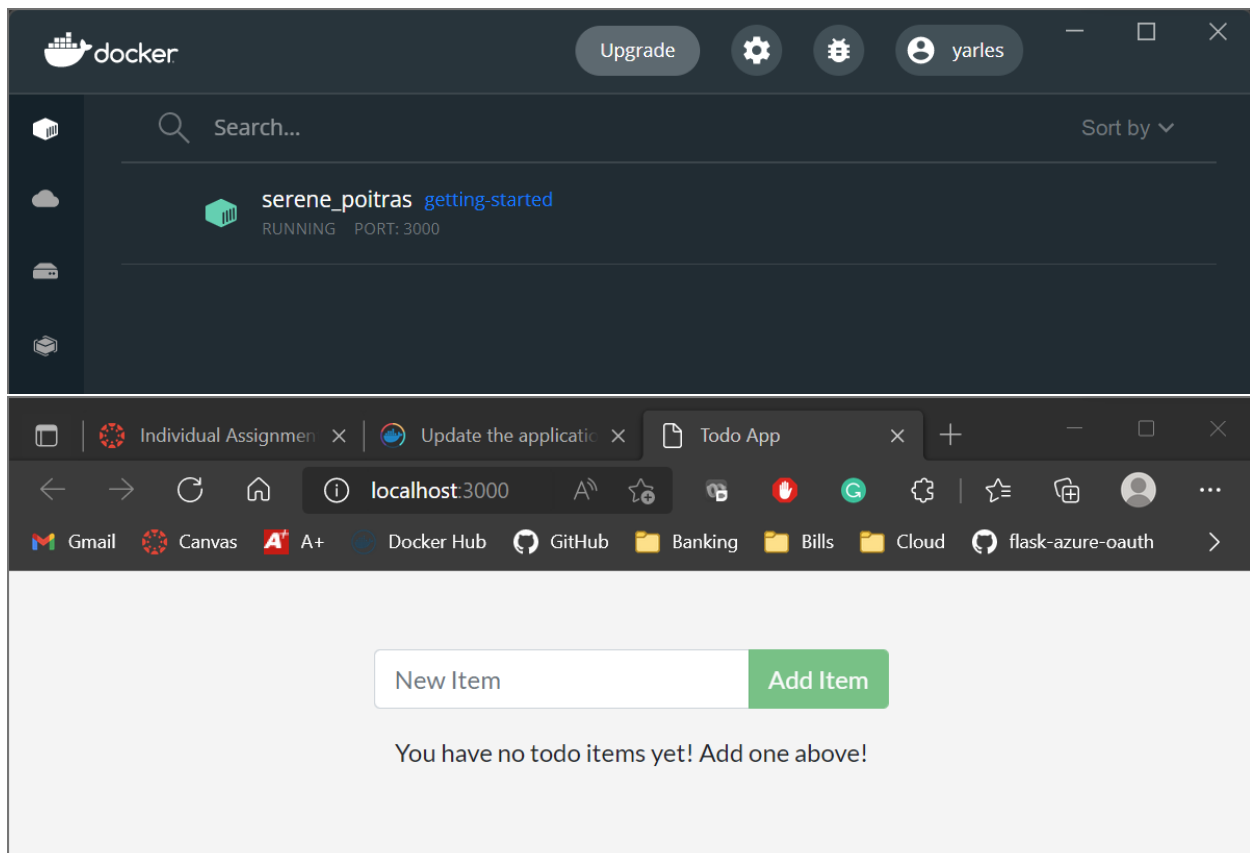 docker
Upgrade
yarles
Search...
Sort by
serene_poitras getting-started
RUNNING PORT: 3000
Individual Assignmen
Update the applicatio
Todo App
localhost:3000
Gmail Canvas A+ A+ Docker Hub GitHub Banking Bills Cloud flask-azure-oauth
New Item Add Item
You have no todo items yet! Add one above!